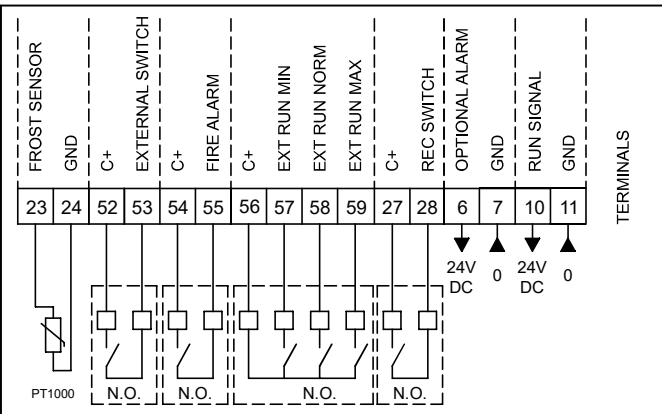 FROST SENSOR
GND
C+
EXTERNAL SWITCH
C+
FIRE ALARM
C+
EXT RUN MIN
EXT RUN NORM
EXT RUN MAX
C+
REC SWITCH
OPTIONAL ALARM
GND
RUN SIGNAL
GND
TERMINALS
23 24 52 53 54 55 56 57 58 59 27 28 6 7 10 11
24V DC
0
24V DC
0
PT1000
N.O.
N.O.
N.O.
N.O.